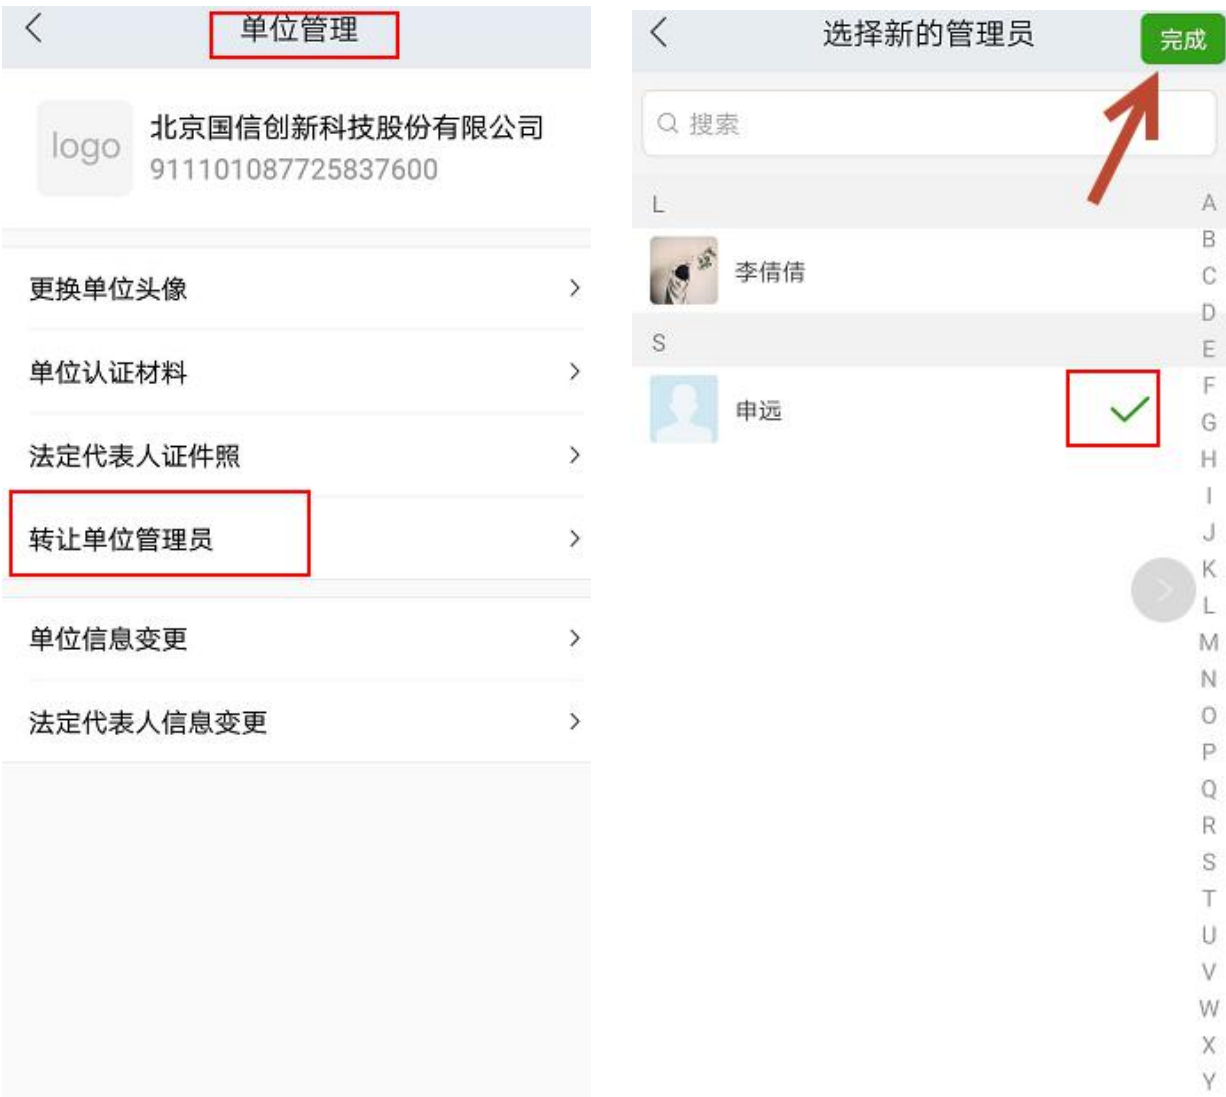 单位管理
logo
北京国信创新科技股份有限公司
911101087725837600
更换单位头像
单位认证材料
法定代表人证件照
转让单位管理员
单位信息变更
法定代表人信息变更
选择新的管理员
完成
搜索
L
李倩倩
S
申远
A
B
C
D
E
F
G
H
I
J
K
L
M
N
O
P
Q
R
S
T
U
V
W
X
Y